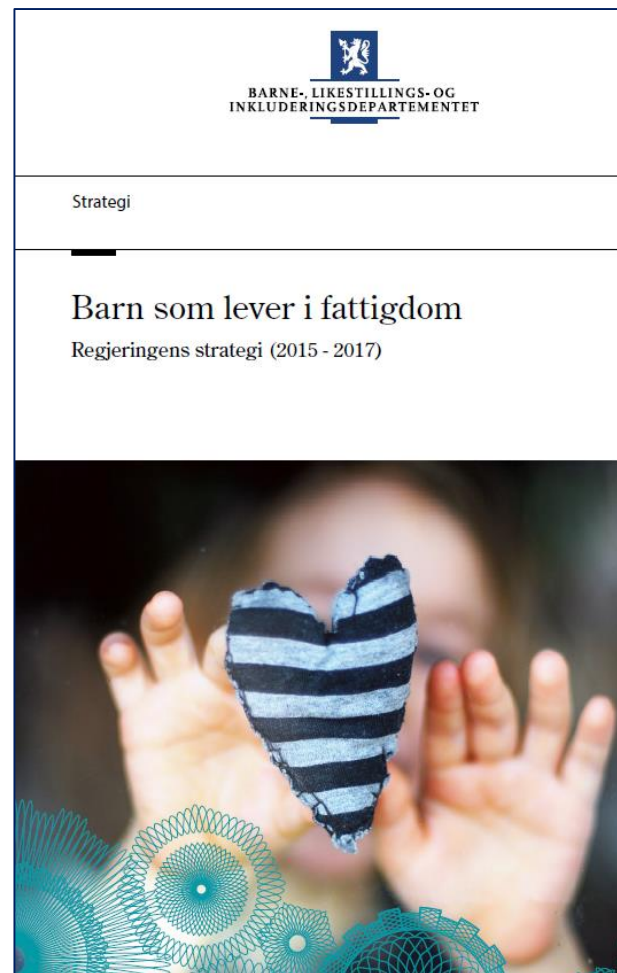 BARNE-, LIKESTILLINGS- OG
INKLUDERINGSDEPARTEMENTET
Strategi
Barn som lever i fattigdom
Regjeringens strategi (2015 - 2017)